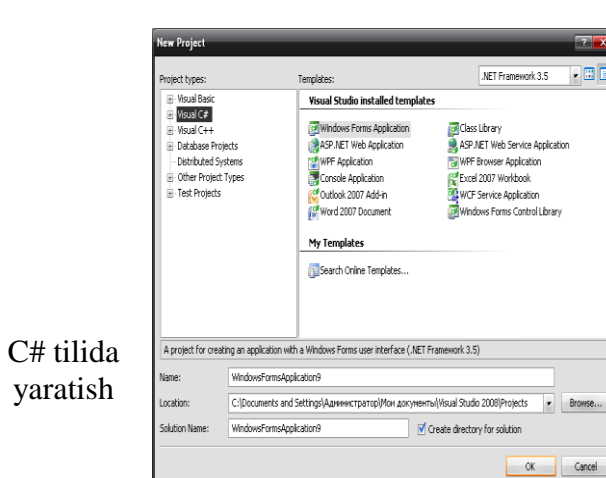 New Project
Project types:
Templates:
.NET Framework 3.5
Visual Basic
Visual C#
Visual C++
Database Projects
Distributed Systems
Other Project Types
Test Projects
Visual Studio installed templates
Windows Forms Application
Class Library
ASP.NET Web Application
ASP.NET Web Service Application
WPF Application
WPF Browser Application
Console Application
Excel 2007 Workbook
Outlook 2007 Add-in
WCF Service Application
Word 2007 Document
Windows Forms Control Library
My Templates
Search Online Templates...
C# tilida
yaratish
A project for creating an application with a Windows Forms user interface (.NET Framework 3.5)
Name:
WindowsFormsApplication9
Location:
C:\Documents and Settings\Администратор\Мои документы\Visual Studio 2008\Projects
Browse...
Solution Name:
WindowsFormsApplication9
Create directory for solution
OK
Cancel